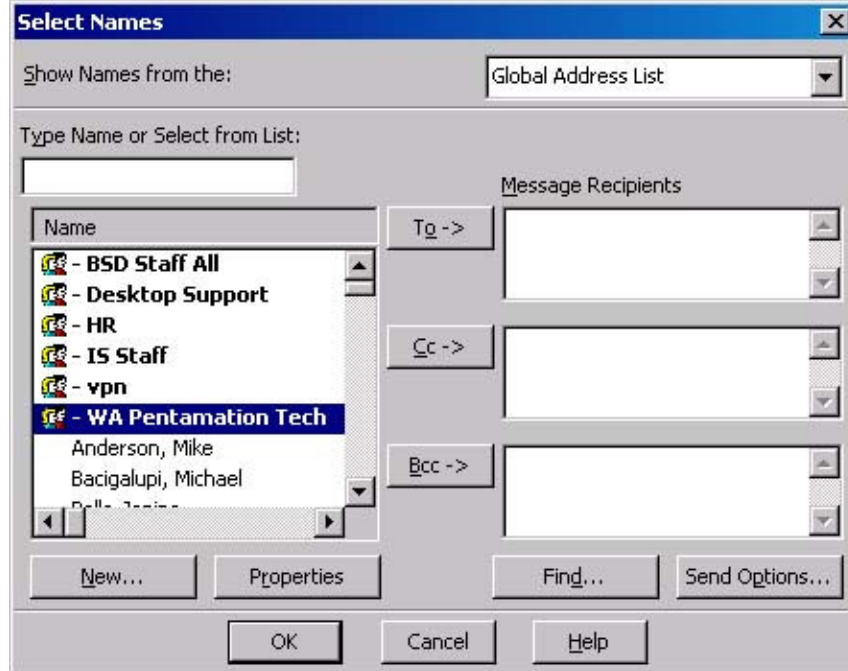 Select Names
Show Names from the:
Global Address List
Type Name or Select from List:
Message Recipients
Name
To ->
- BSD Staff All
- Desktop Support
- HR
- IS Staff
Cc ->
- vpn
- WA Pentamation Tech
Anderson, Mike
Bacigalupi, Michael
Bcc ->
New...
Properties
Find...
Send Options...
OK
Cancel
Help